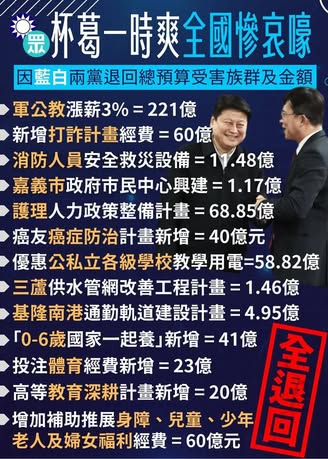 眾 杯葛一時爽 全國慘哀嚎
因藍白兩黨退回總預算受害族群及金額
軍公教漲薪3% = 221億
新增打詐計畫經費 = 60億
消防人員安全救災設備 = 11.48億
嘉義市政府市民中心興建 = 1.17億
護理人力政策整備計畫 = 68.85億
癌友癌症防治計畫新增 = 40億元
優惠公私立各級學校教學用電=58.82億
三蘆供水管網改善工程計畫 = 1.46億
基隆南港通勤軌道建設計畫 = 4.95億
「0-6歲國家一起養」新增 = 41億
投注體育經費新增 = 23億
高等教育深耕計畫新增 = 20億
增加補助推展身障、兒童、少年
老人及婦女福利經費 = 60億元
全退回